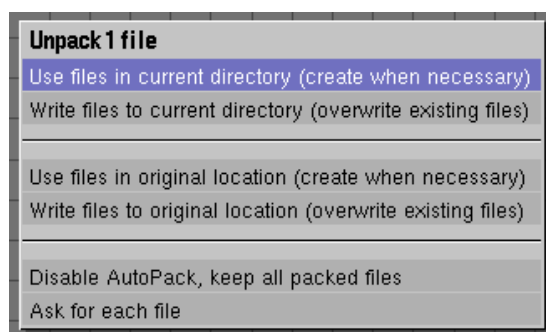 Unpack 1 file
Use files in current directory (create when necessary)
Write files to current directory (overwrite existing files)
Use files in original location (create when necessary)
Write files to original location (overwrite existing files)
Disable AutoPack, keep all packed files
Ask for each file